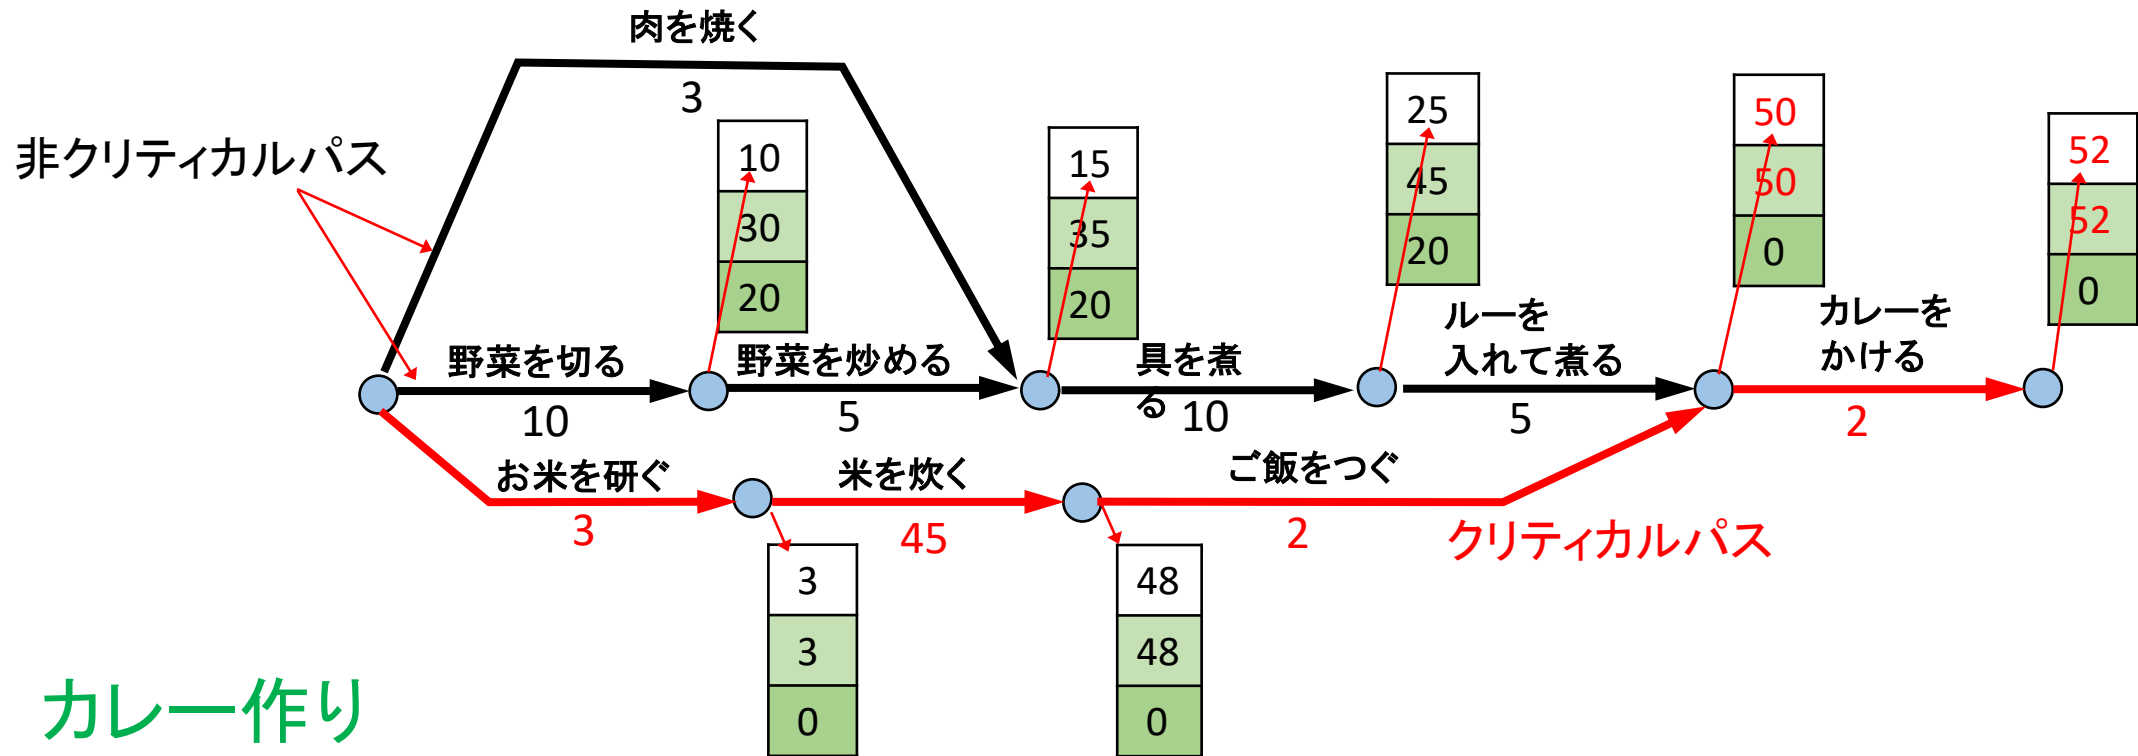 肉を焼く
3
非クリティカルパス
10
30
20
15
35
20
25
45
20
50
50
0
52
52
0
野菜を切る
10
野菜を炒める
5
具を煮
る
10
ルーを
入れて煮る
5
カレーを
かける
2
お米を研ぐ
3
米を炊く
45
ご飯をつぐ
2
クリティカルパス
3
3
0
48
48
0
カレー作り